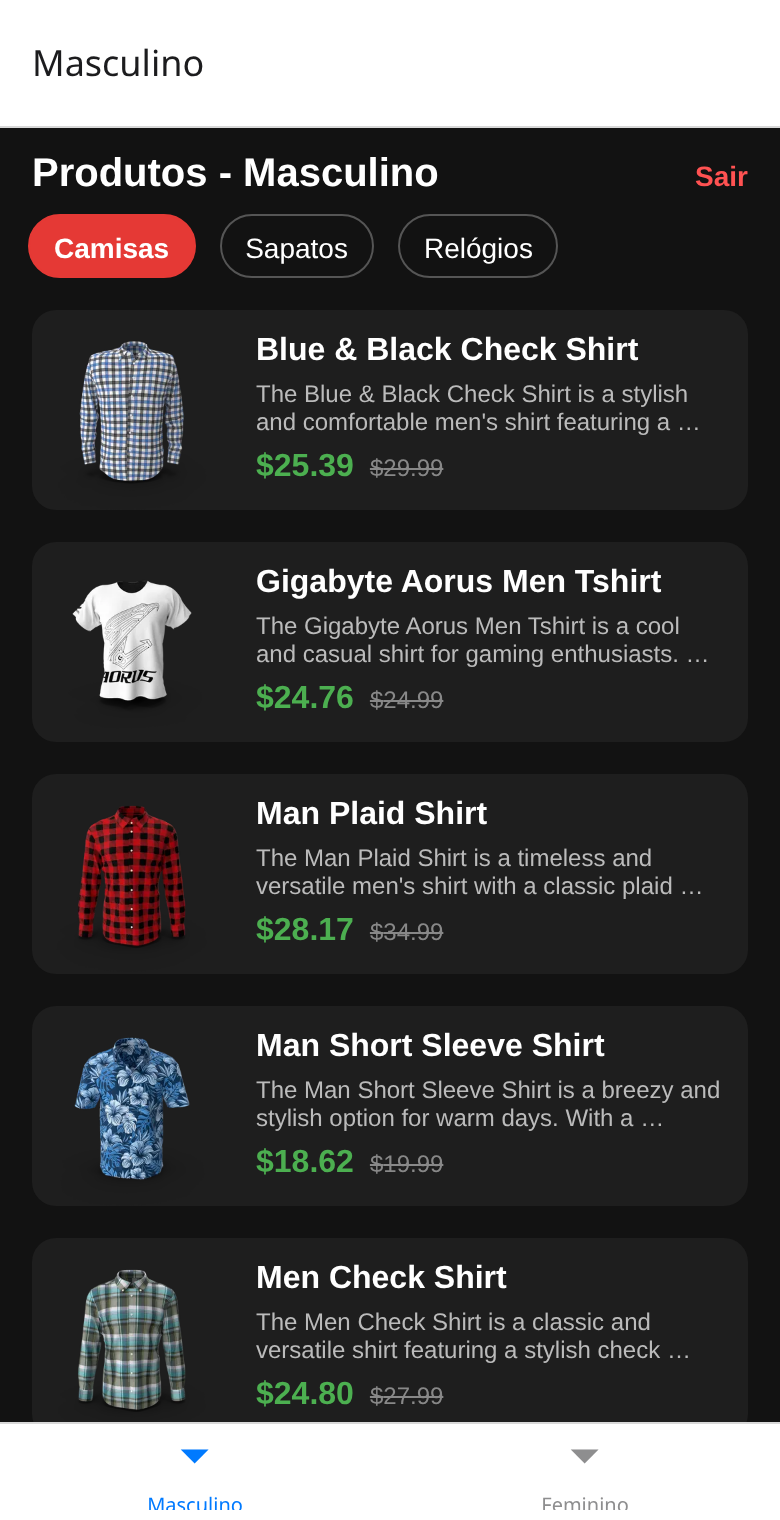 Masculino
Produtos - Masculino
Sair
Camisas
Sapatos
Relógios
Blue & Black Check Shirt
The Blue & Black Check Shirt is a stylish
and comfortable men's shirt featuring a …
$25.39 $29.99
AORUS
Gigabyte Aorus Men Tshirt
The Gigabyte Aorus Men Tshirt is a cool
and casual shirt for gaming enthusiasts. …
$24.76 $24.99
Man Plaid Shirt
The Man Plaid Shirt is a timeless and
versatile men's shirt with a classic plaid …
$28.17 $34.99
Man Short Sleeve Shirt
The Man Short Sleeve Shirt is a breezy and
stylish option for warm days. With a …
$18.62 $19.99
Men Check Shirt
The Men Check Shirt is a classic and
versatile shirt featuring a stylish check …
$24.80 $27.99
Masculino
Feminino